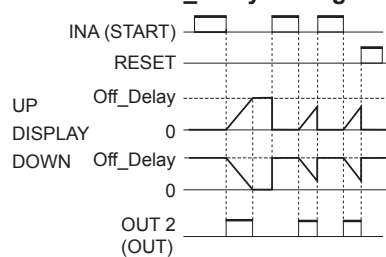 INA (START)
RESET
UP Off_Delay
DISPLAY 0
DOWN Off_Delay
0
OUT 2
(OUT)